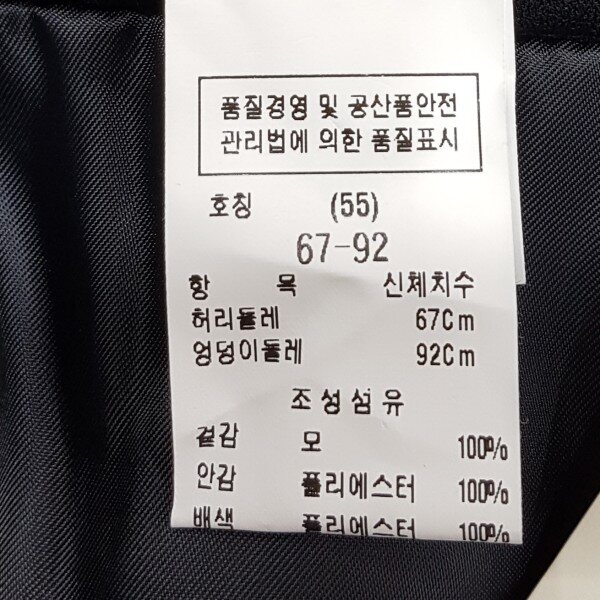 품질경영 및 공산품안전
관리법에 의한 품질표시
호칭 (55)
67-92
항 목 신체치수
허리둘레 67Cm
엉덩이둘레 92Cm
조성섬유
겉감 모 100%
안감 폴리에스터 100%
배색 폴리에스터 100%